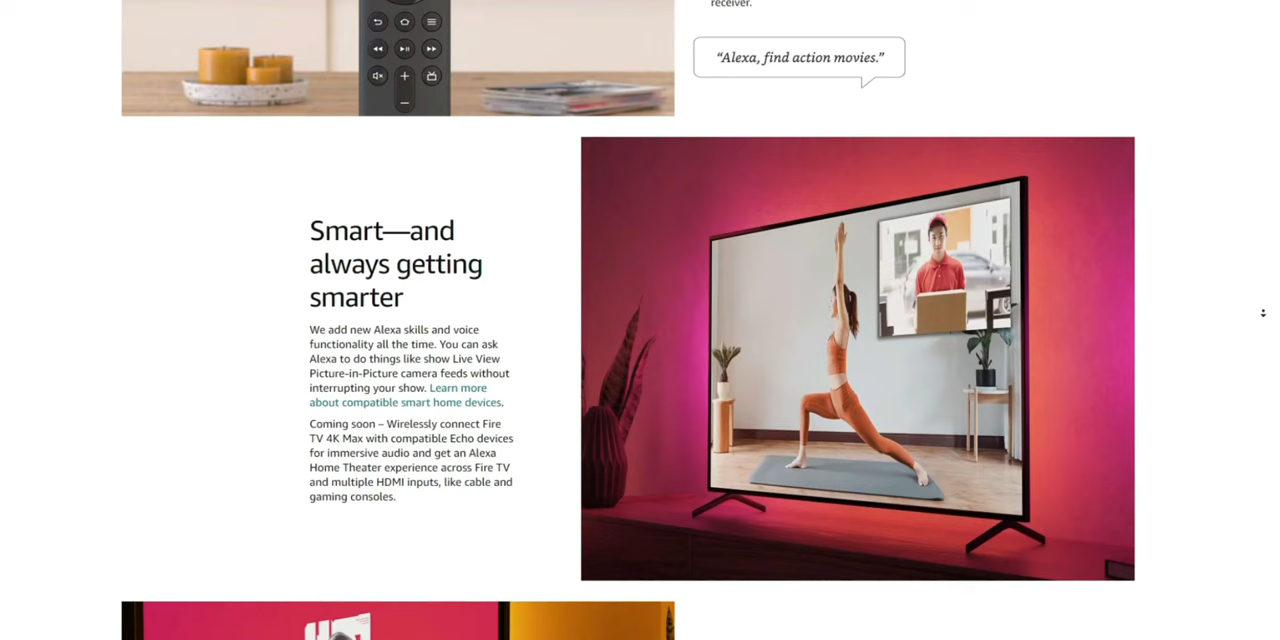 receiver.
“Alexa, find action movies.”
Smart—and
always getting
smarter
We add new Alexa skills and voice
functionality all the time. You can ask
Alexa to do things like show Live View
Picture-in-Picture camera feeds without
interrupting your show. Learn more
about compatible smart home devices.
Coming soon – Wirelessly connect Fire
TV 4K Max with compatible Echo devices
for immersive audio and get an Alexa
Home Theater experience across Fire TV
and multiple HDMI inputs, like cable and
gaming consoles.